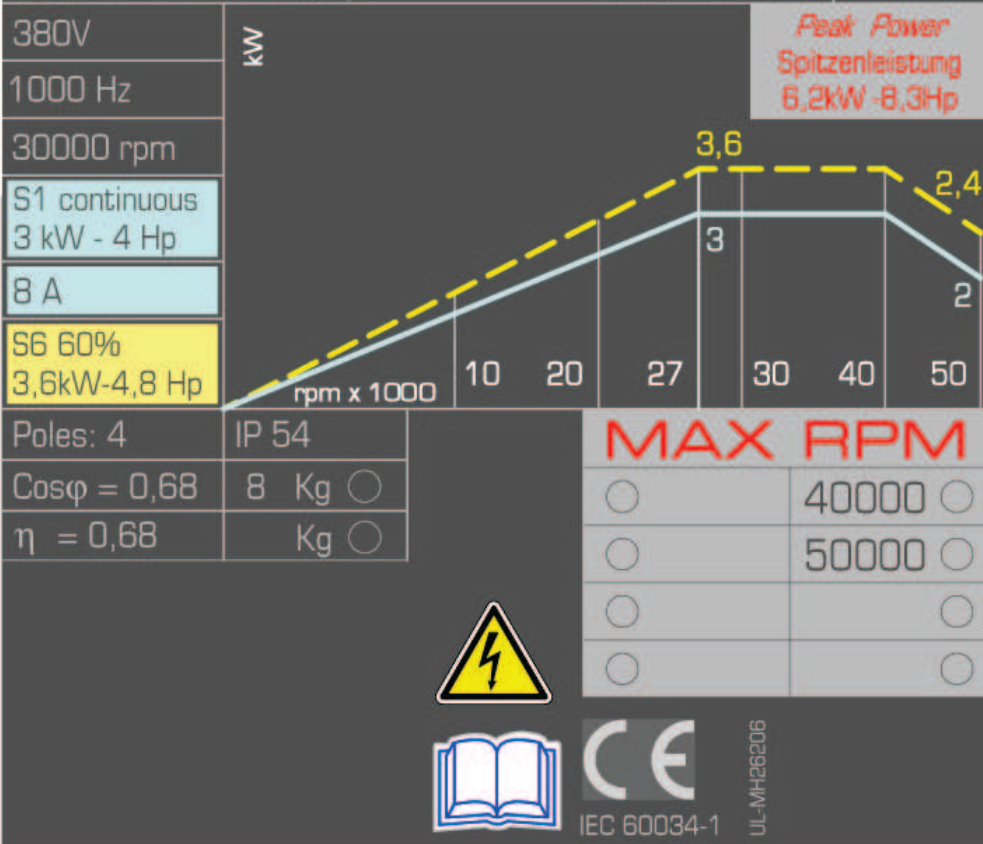 380V
1000 Hz
30000 rpm
S1 continuous
3 kW - 4 Hp
8 A
S6 60%
3,6kW-4,8 Hp
kW
Peak Power
Spitzenleistung
6,2kW -8,3Hp
3,6
2,4
3
2
rpm x 1000
10
20
27
30
40
50
Poles: 4
IP 54
Cosφ = 0,68
8 Kg
η = 0,68
Kg
MAX RPM
40000
50000
CE
IEC 60034-1
UL-MH26206